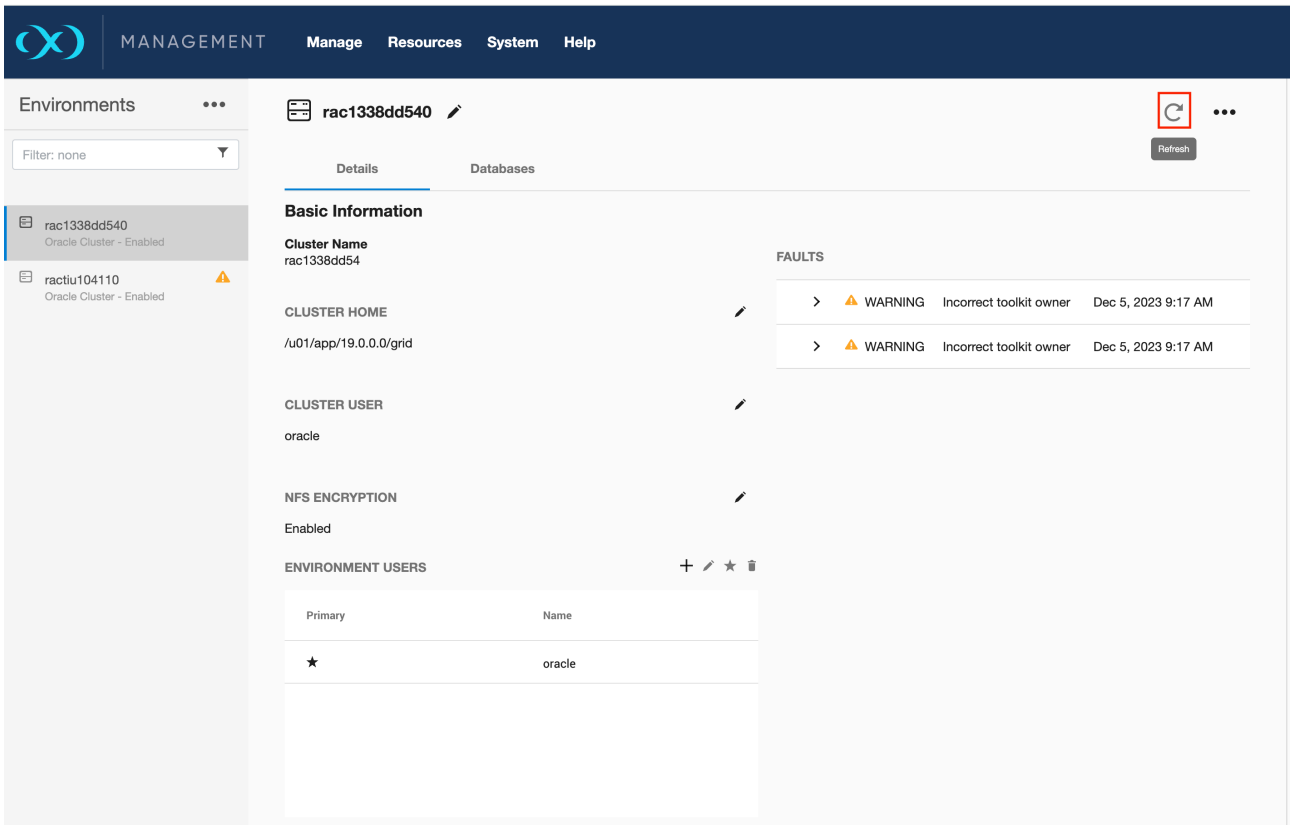 MANAGEMENT
Manage Resources System Help
Environments
Filter: none
rac1338dd540
Oracle Cluster - Enabled
ractiu104110
Oracle Cluster - Enabled
rac1338dd540
Refresh
Details Databases
Basic Information
Cluster Name
rac1338dd54
CLUSTER HOME
/u01/app/19.0.0.0/grid
CLUSTER USER
oracle
NFS ENCRYPTION
Enabled
ENVIRONMENT USERS
Primary Name
oracle
FAULTS
WARNING Incorrect toolkit owner Dec 5, 2023 9:17 AM
WARNING Incorrect toolkit owner Dec 5, 2023 9:17 AM